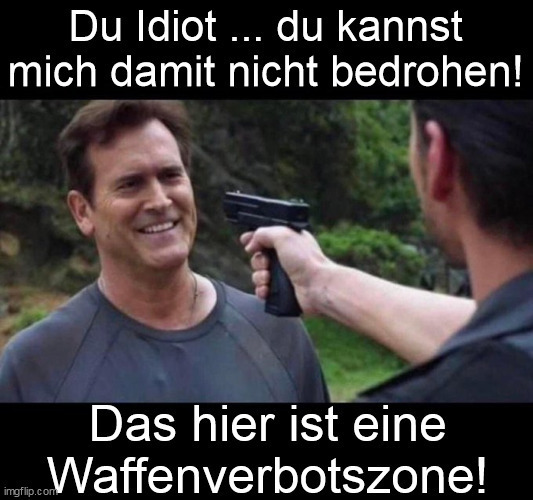 Du Idiot ... du kannst
mich damit nicht bedrohen!
Das hier ist eine
Waffenverbotszone!
imgflip.com